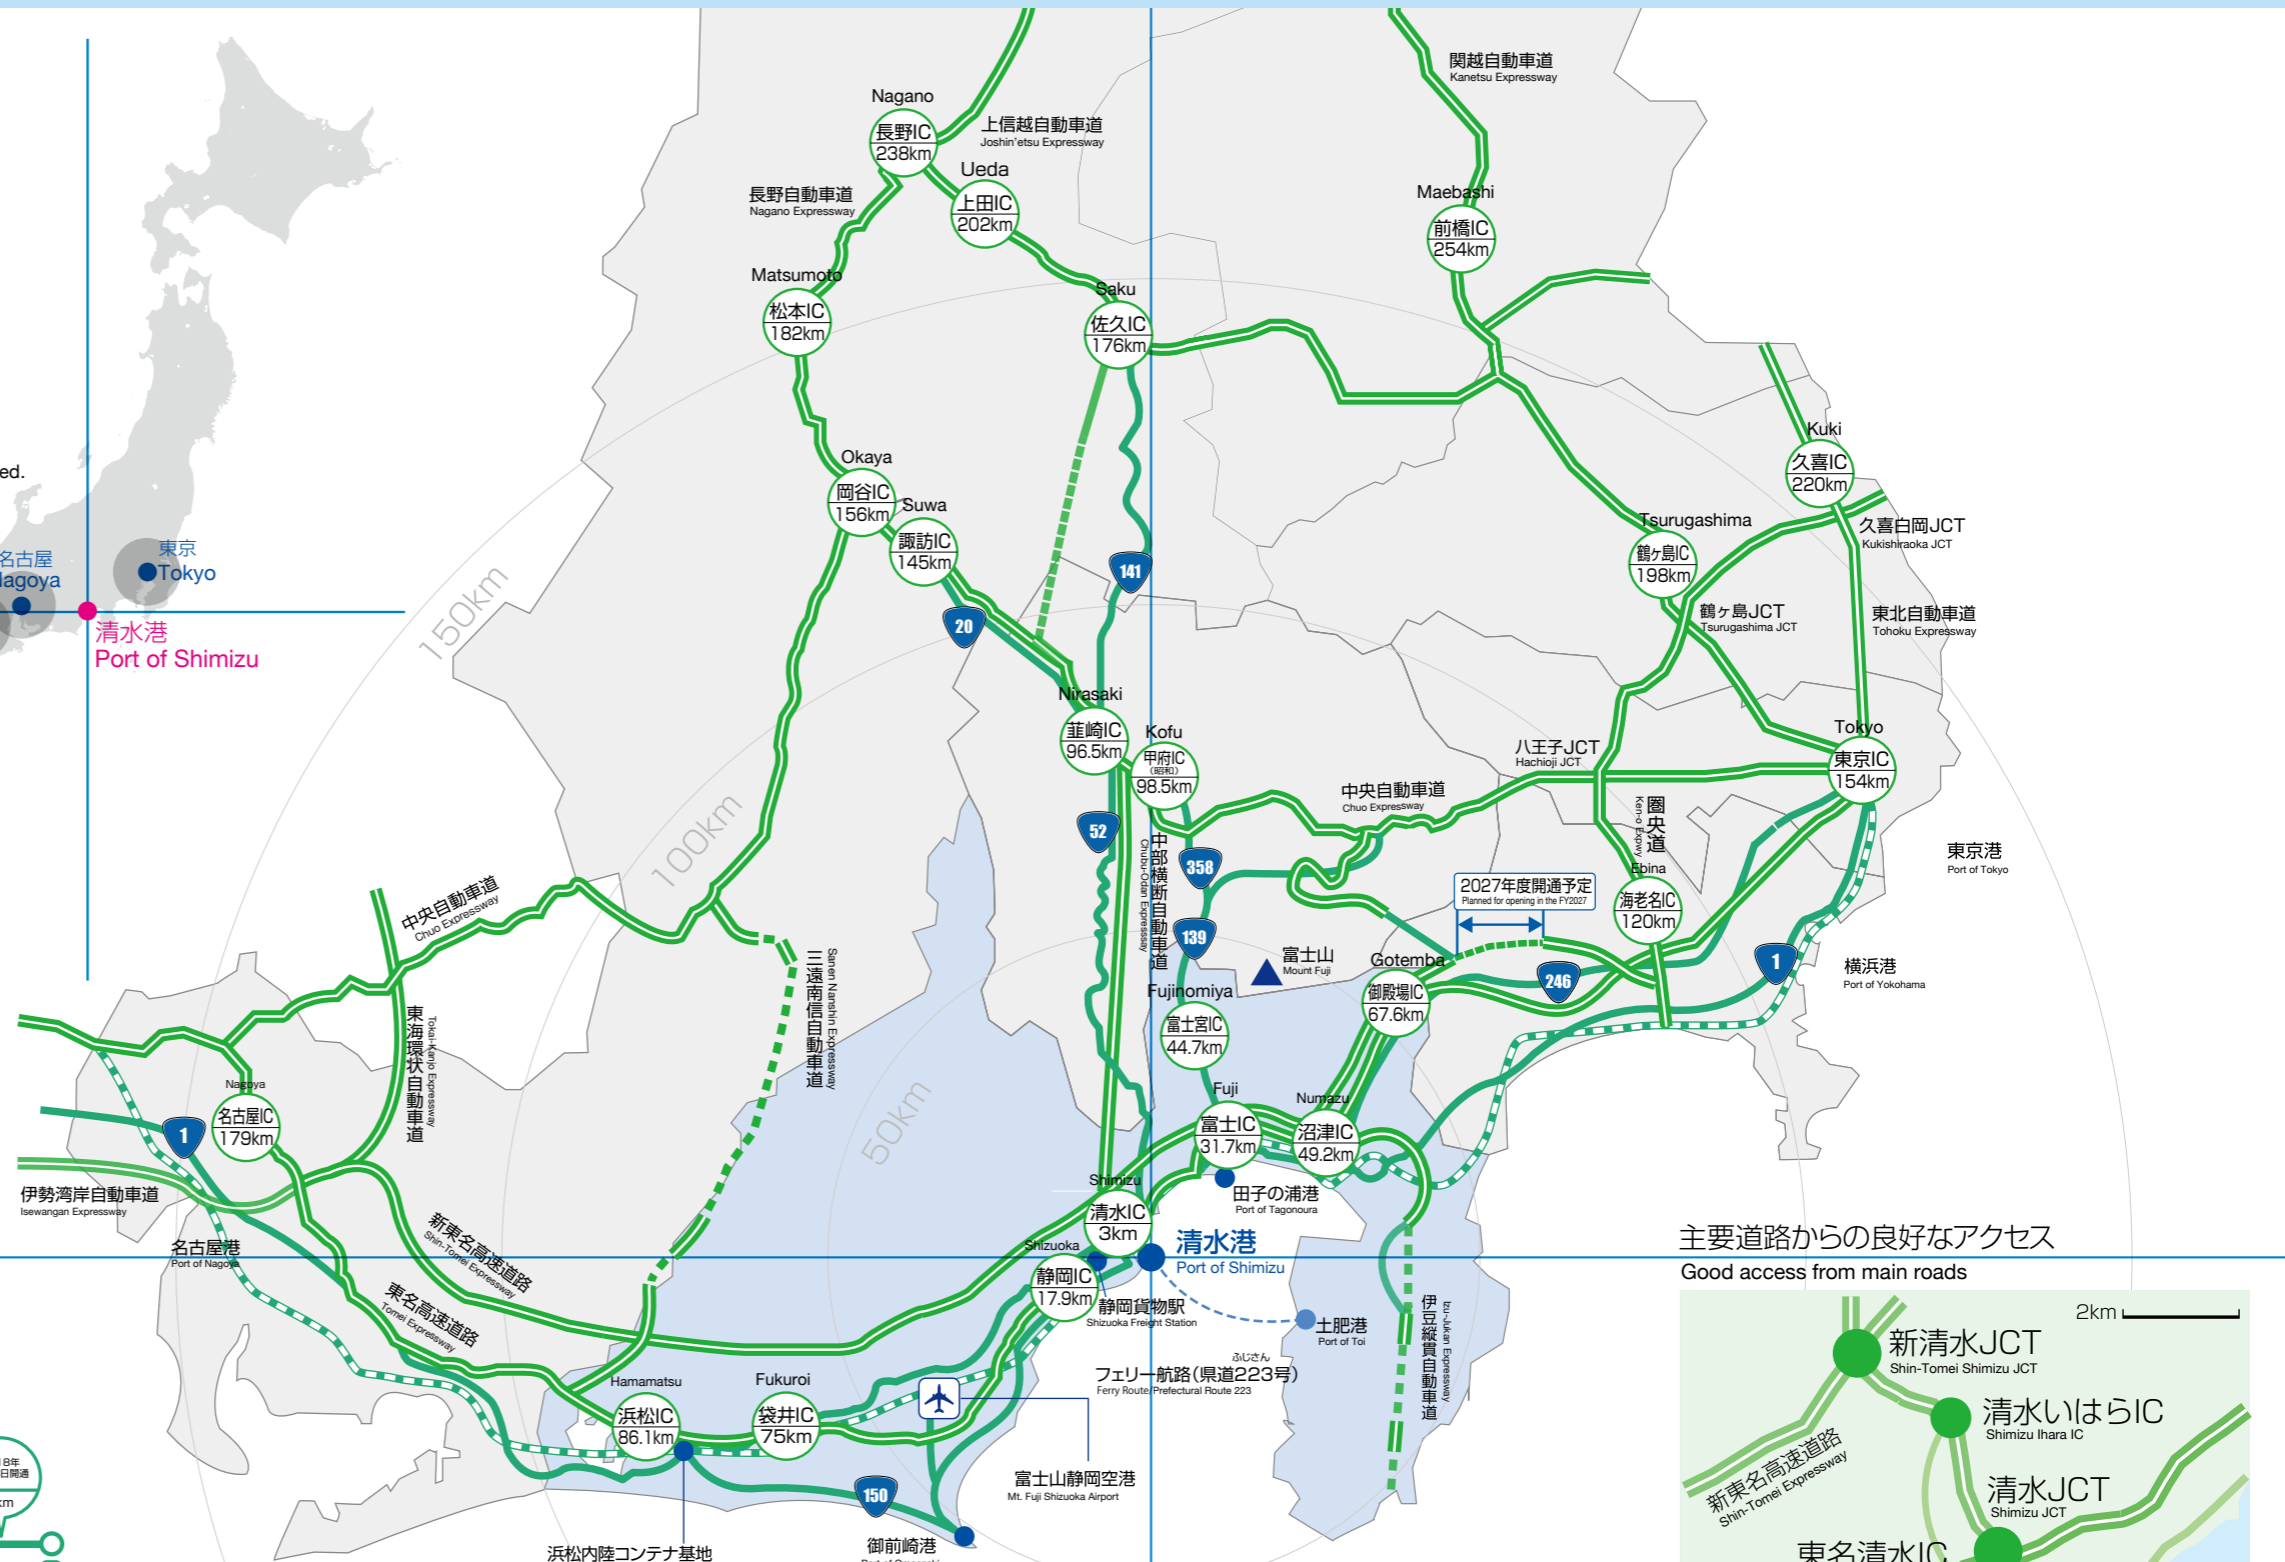 関越自動車道
Kanetsu Expressway
Nagano
長野IC
238km
上信越自動車道
Joshin'etsu Expressway
Ueda
上田IC
202km
長野自動車道
Nagano Expressway
Maebashi
前橋IC
254km
Matsumoto
松本IC
182km
Saku
佐久IC
176km
Kuki
久喜IC
220km
Okaya
岡谷IC
156km
Suwa
諏訪IC
145km
ed.
名古屋
Nagoya
東京
Tokyo
清水港
Port of Shimizu
150km
100km
50km
141
20
Tsurugashima
鶴ヶ島IC
198km
久喜白岡JCT
Kukishiraoka JCT
鶴ヶ島JCT
Tsurugashima JCT
東北自動車道
Tohoku Expressway
Nirasaki
韮崎IC
96.5km
Kofu
甲府IC
(昭和)
98.5km
八王子JCT
Hachioji JCT
Tokyo
東京IC
154km
中央自動車道
Chuo Expressway
圏央道
Ken-o Expwy
52
358
139
中部横断自動車道
Chubu-Odan Expressway
2027年度開通予定
Planned for opening in the FY2027
Ebina
海老名IC
120km
東京港
Port of Tokyo
中央自動車道
Chuo Expressway
三遠南信自動車道
Sanen Nanshin Expressway
富士山
Mount Fuji
Gotemba
御殿場IC
67.6km
246
1
横浜港
Port of Yokohama
Fujinomiya
富士宮IC
44.7km
東海環状自動車道
Tokai-Kanjo Expressway
Nagoya
名古屋IC
179km
1
Fuji
富士IC
31.7km
Numazu
沼津IC
49.2km
伊勢湾岸自動車道
Isewangan Expressway
Shimizu
清水IC
3km
田子の浦港
Port of Tagonoura
新東名高速道路
Shin-Tomei Expressway
名古屋港
Port of Nagoya
清水港
Port of Shimizu
Shizuoka
静岡IC
17.9km
静岡貨物駅
Shizuoka Freight Station
土肥港
Port of Toi
東名高速道路
Tomei Expressway
伊豆縦貫自動車道
Izu-Jukan Expressway
ふじさん
フェリー航路(県道223号)
Ferry Route/Prefectural Route 223
Hamamatsu
浜松IC
86.1km
Fukuroi
袋井IC
75km
150
富士山静岡空港
Mt. Fuji Shizuoka Airport
浜松内陸コンテナ基地
御前崎港
主要道路からの良好なアクセス
Good access from main roads
2km
新清水JCT
Shin-Tomei Shimizu JCT
清水いはらIC
Shimizu Ihara IC
新東名高速道路
Shin-Tomei Expressway
清水JCT
Shimizu JCT
東名清水IC
8年
日開通
km